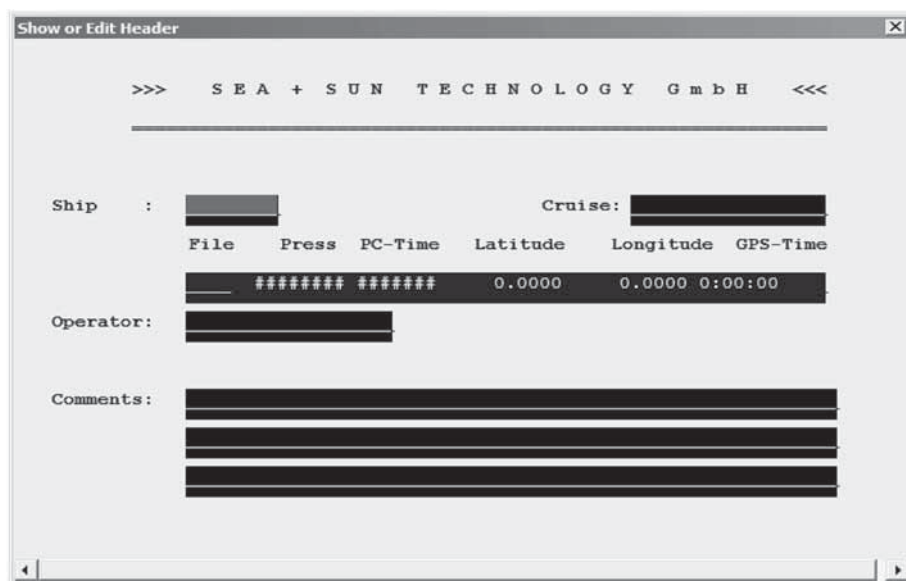 Show or Edit Header
>>> SEA + SUN TECHNOLOGY GmbH <<<
Ship : Cruise:
File Press PC-Time Latitude Longitude GPS-Time
____ ######## ####### 0.0000 0.0000 0:00:00
Operator:
Comments: